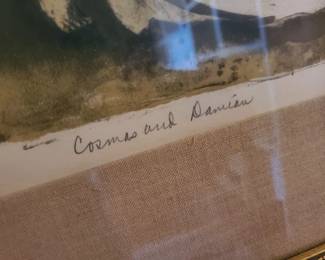 Cosmas and Damian